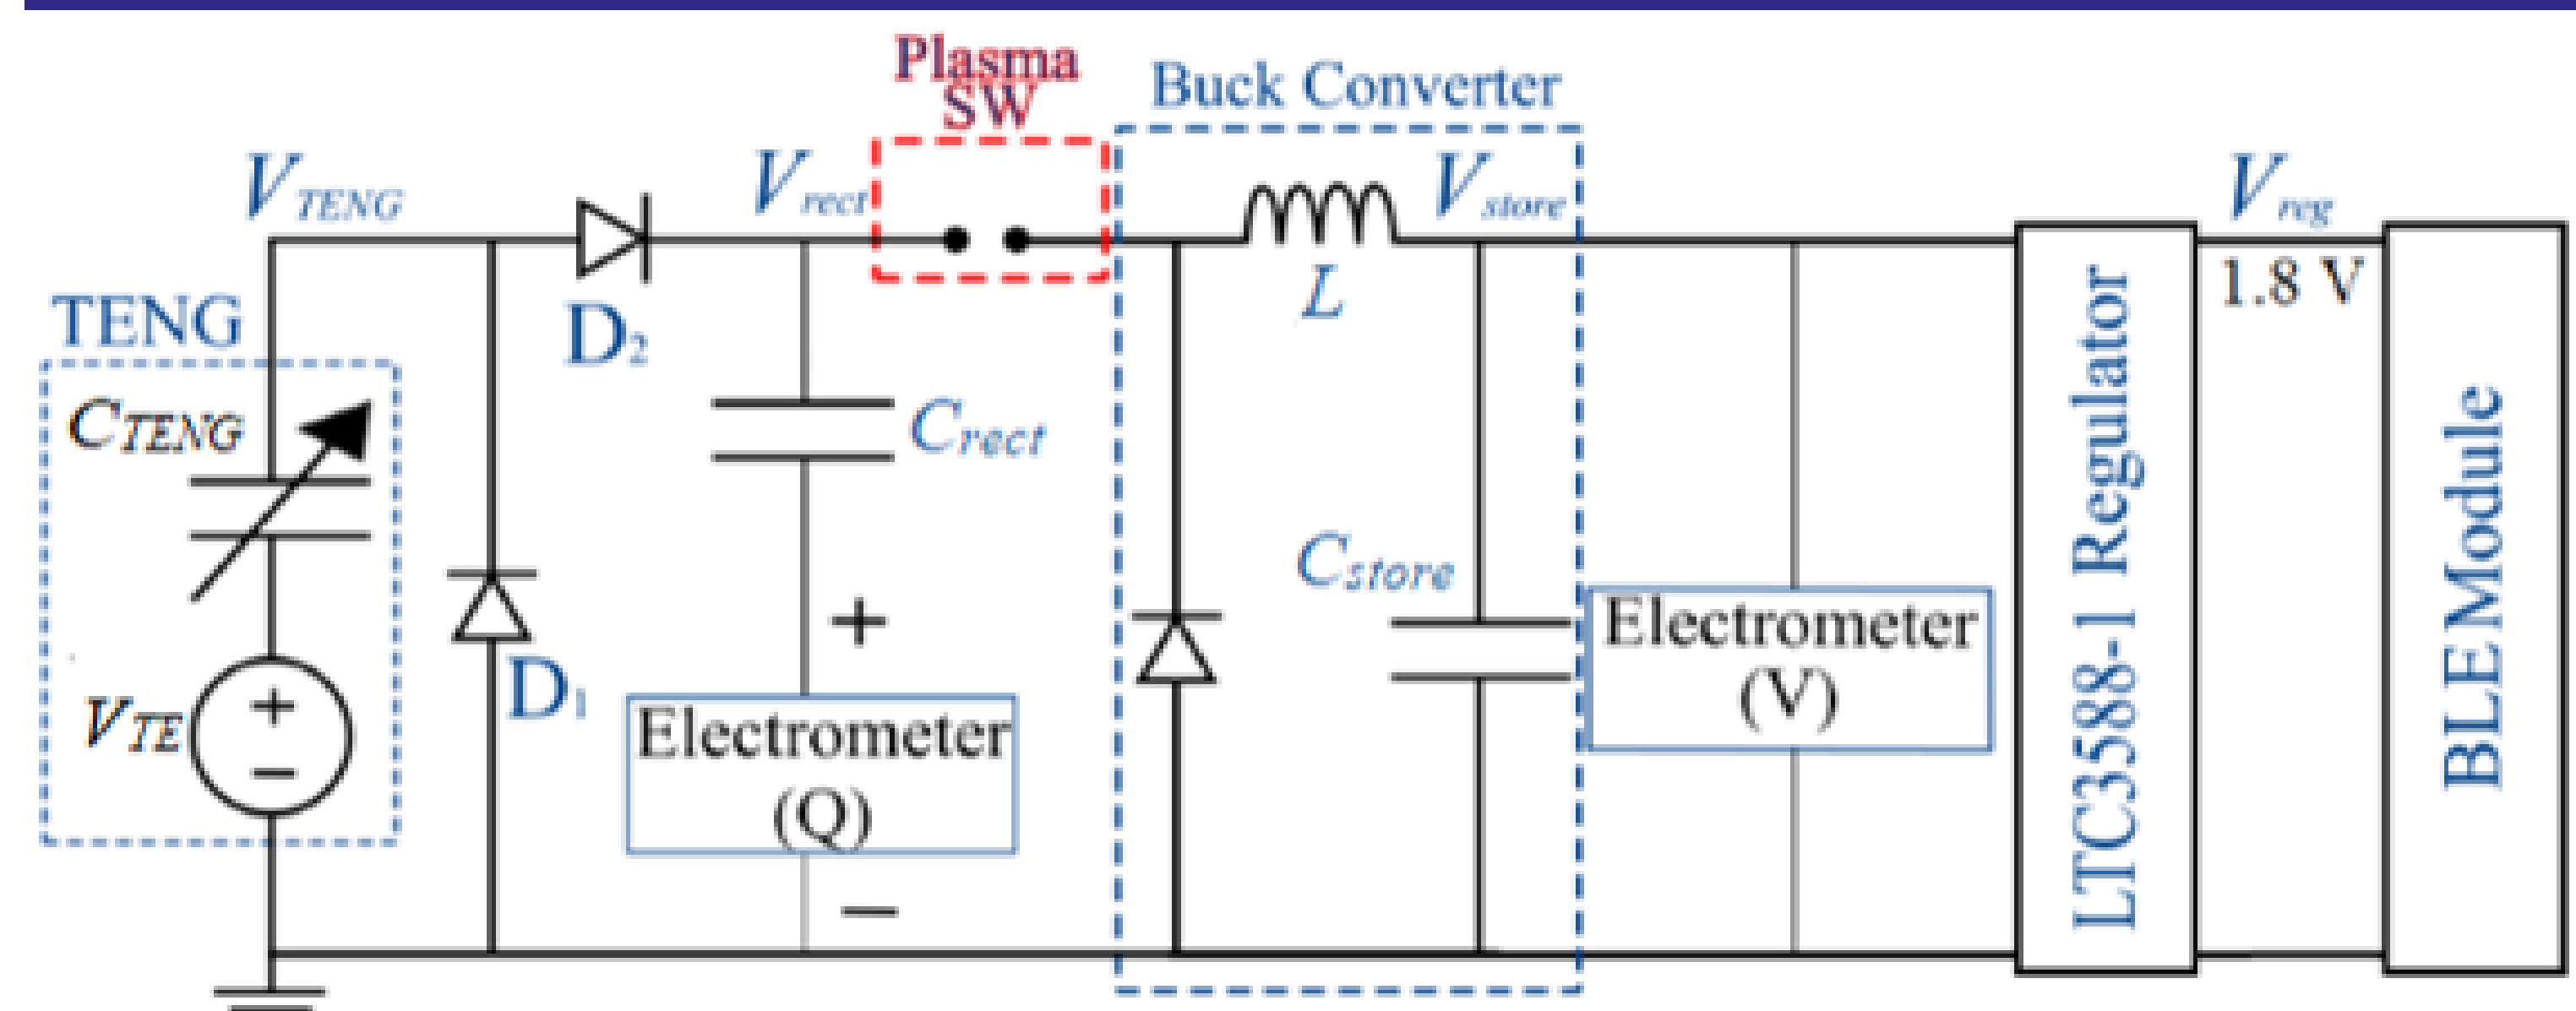 Plasma
SW
Buck Converter
VTENG
Vrect
Vstore
Vreg
1.8 V
L
D2
TENG
CTENG
Crect
Cstore
+
Electrometer
(V)
D1
VTE
+
−
Electrometer
(Q)
−
LTC3588-1 Regulator
BLE Module